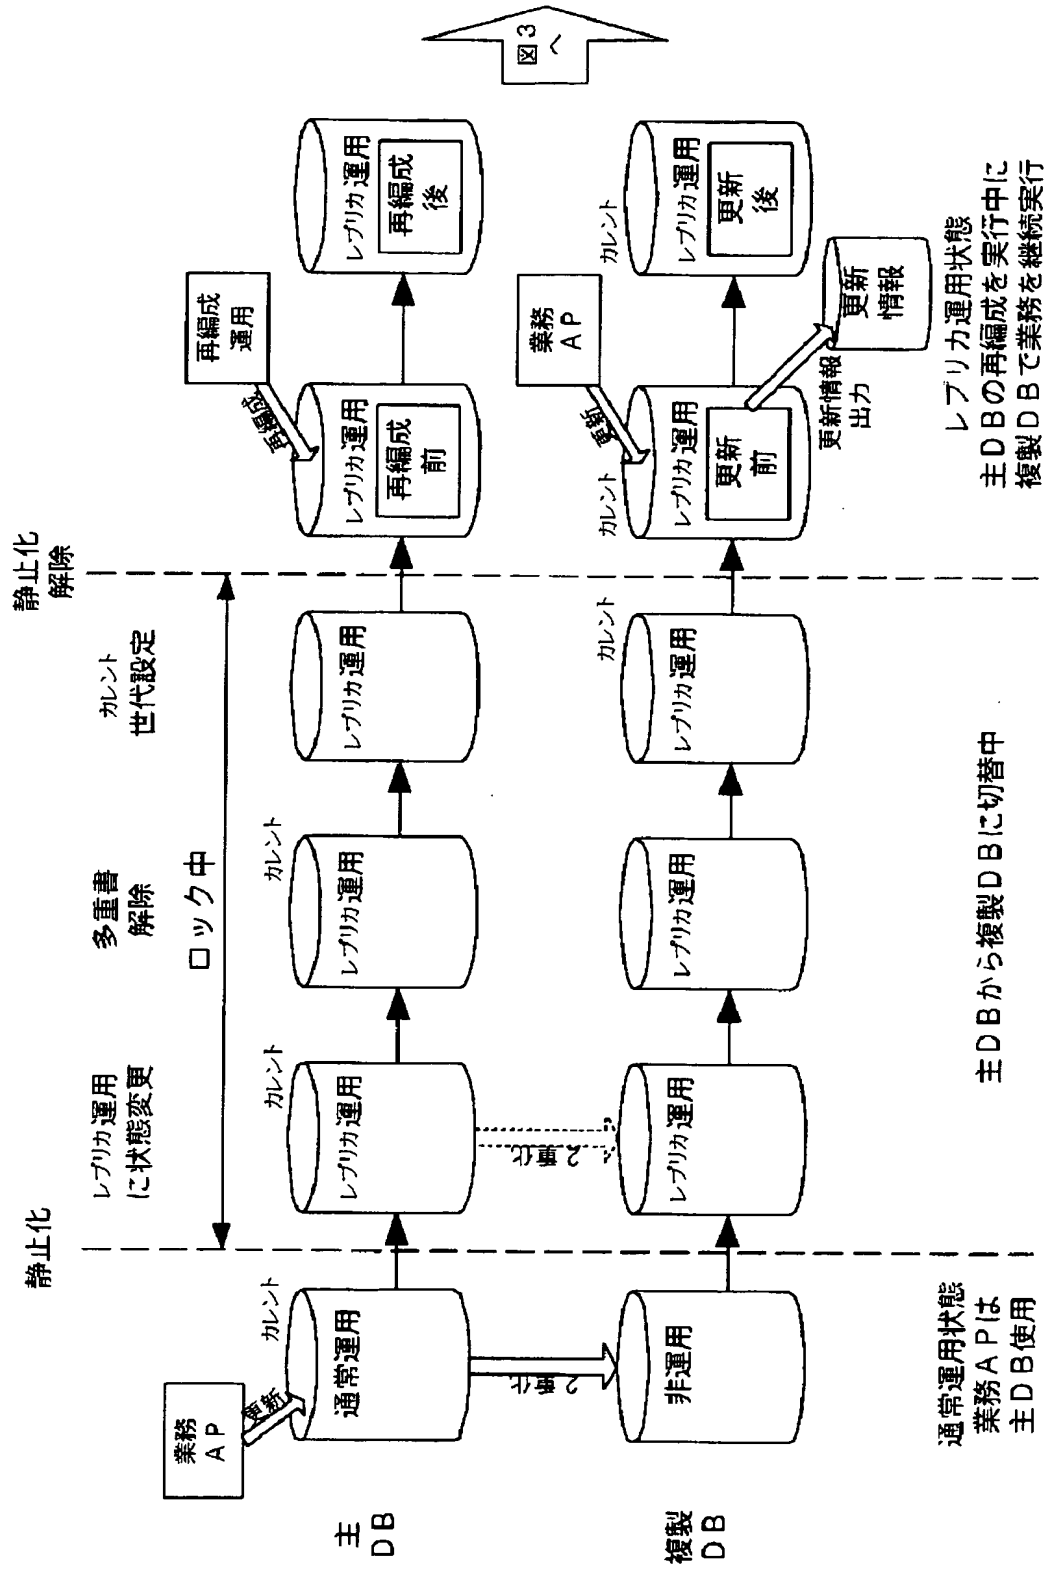 静止化
静止化
解除
レプリカ運用
に状態変更
多重書
解除
カレント
世代設定
ロック中
業務
AP
更新
再編成
運用
再編成
主
DB
カレント
通常運用
カレント
レプリカ運用
カレント
レプリカ運用
レプリカ運用
レプリカ運用
再編成
前
レプリカ運用
再編成
後
2重化
2重化
業務
AP
更新
図3
へ
複製
DB
非運用
レプリカ運用
レプリカ運用
カレント
レプリカ運用
カレント
レプリカ運用
更新
前
カレント
レプリカ運用
更新
後
更新情報
出力
更新
情報
通常運用状態
業務APは
主DB使用
主DBから複製DBに切替中
レプリカ運用状態
主DBの再編成を実行中に
複製DBで業務を継続実行